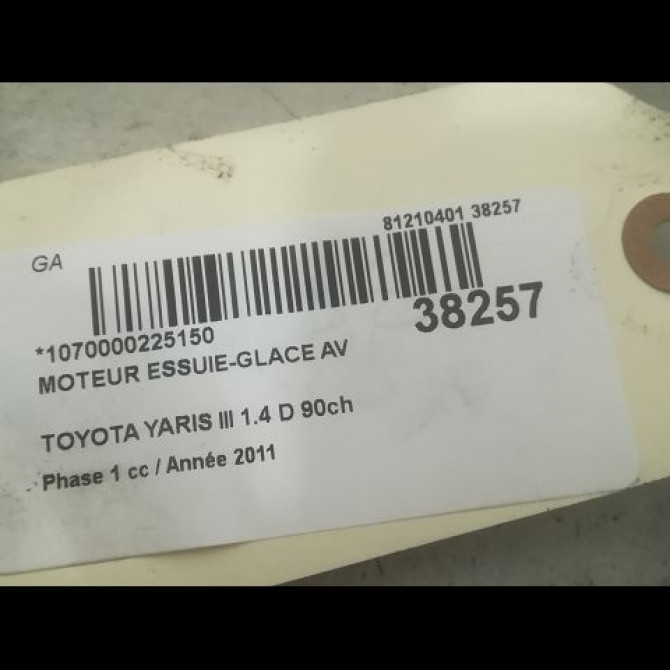 81210401 38257
GA
38257
*1070000225150
MOTEUR ESSUIE-GLACE AV
TOYOTA YARIS III 1.4 D 90ch
Phase 1 cc / Année 2011